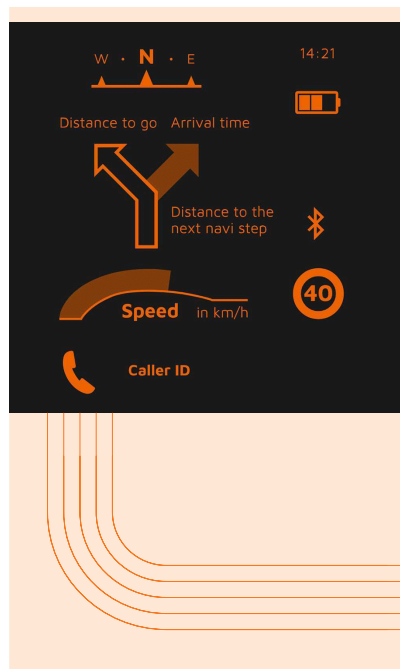 W · N · E
14:21
Distance to go
Arrival time
Distance to the
next navi step
Speed in km/h
40
Caller ID